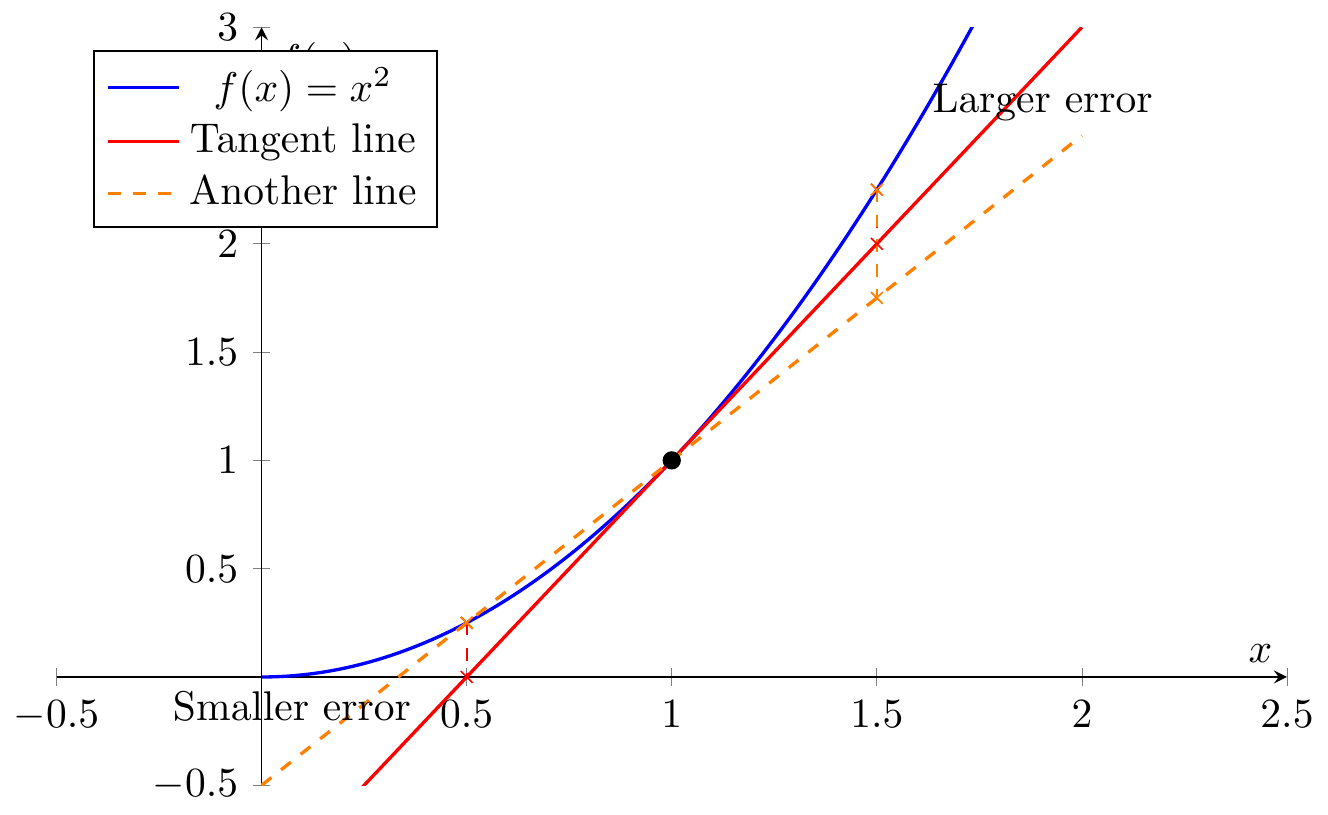 3
f(x) = x²
Tangent line
Another line
Larger error
2
1.5
1
0.5
x
Smaller error
−0.5 0.5 1 1.5 2 2.5
−0.5